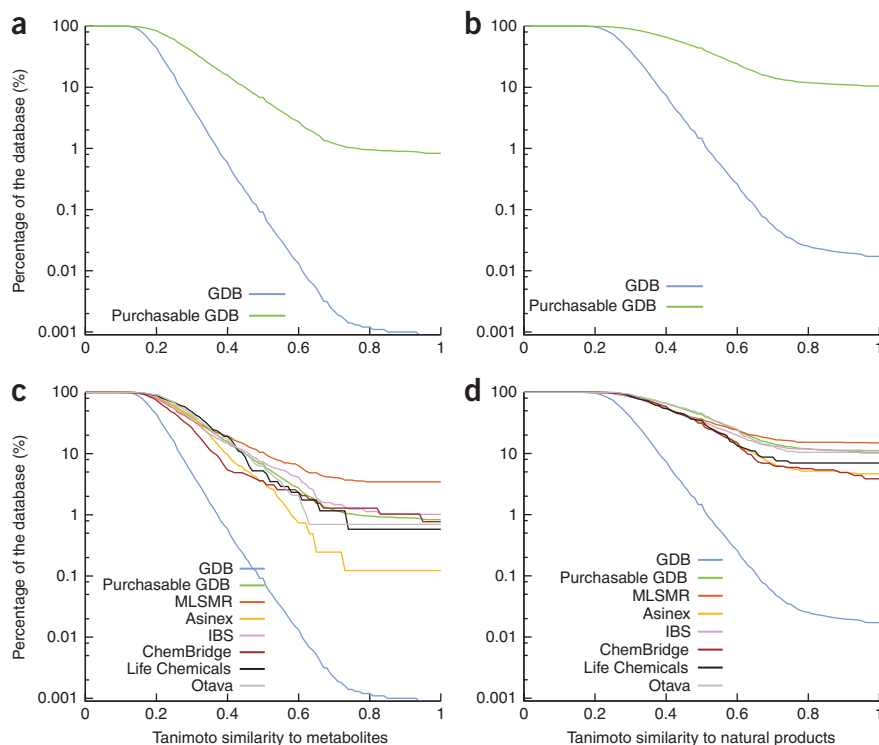 a
Percentage of the database (%)
100
10
1
0.1
0.01
0.001
0 0.2 0.4 0.6 0.8 1
GDB
Purchasable GDB
b
100
10
1
0.1
0.01
0.001
0 0.2 0.4 0.6 0.8 1
GDB
Purchasable GDB
c
Percentage of the database (%)
100
10
1
0.1
0.01
0.001
0 0.2 0.4 0.6 0.8 1
GDB
Purchasable GDB
MLSMR
Asinex
IBS
ChemBridge
Life Chemicals
Otava
Tanimoto similarity to metabolites
d
100
10
1
0.1
0.01
0.001
0 0.2 0.4 0.6 0.8 1
GDB
Purchasable GDB
MLSMR
Asinex
IBS
ChemBridge
Life Chemicals
Otava
Tanimoto similarity to natural products